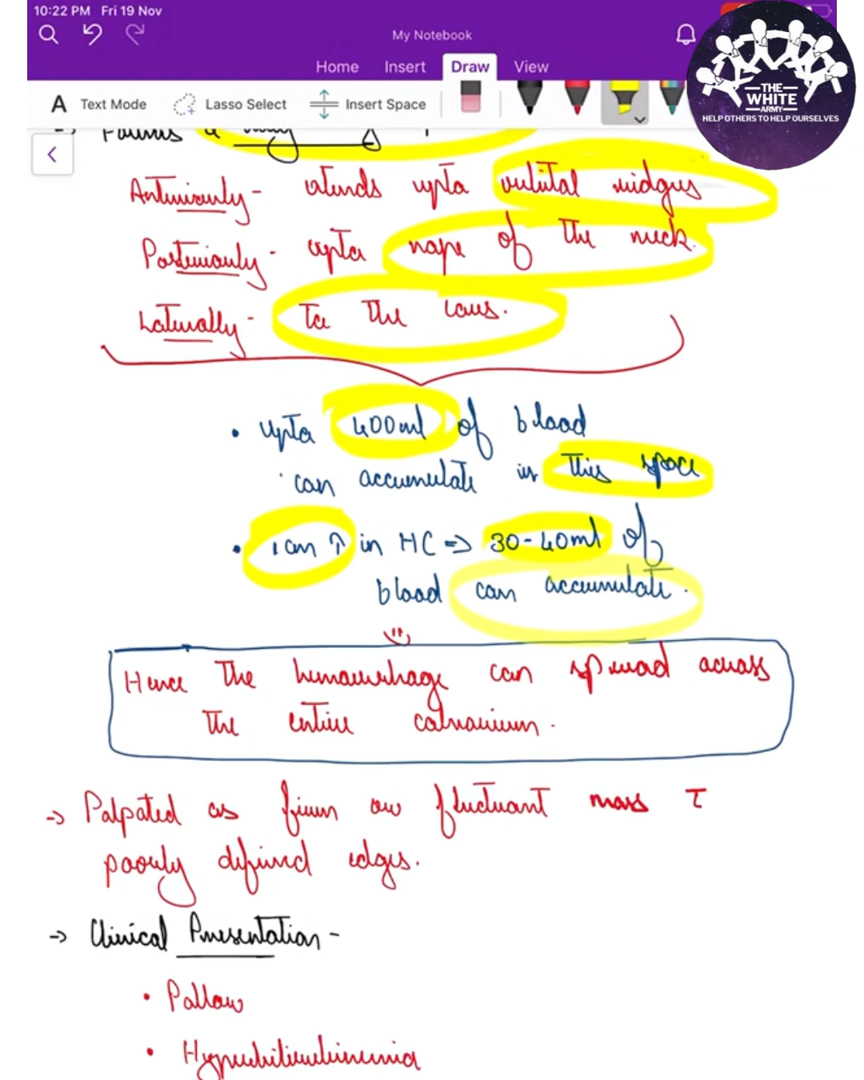 10:22 PM Fri 19 Nov
My Notebook
Home Insert Draw View
A Text Mode Lasso Select Insert Space
THE
WHITE
ARMY
HELP OTHERS TO HELP OURSELVES
Anteriorly - extends upto orbital ridges
Posteriorly - upto nape of the neck.
Laterally - To the ears.
• upto 400ml of blood
can accumulate in this space
• 1 cm ↑ in HC => 30-40ml of
blood can accumulate.
Hence the hemorrhage can spread across
the entire calvarium.
-> Palpated as firm or fluctuant mass c̄
poorly defined edges.
-> Clinical Presentation -
• Pallor
• Hyperbilirubinemia